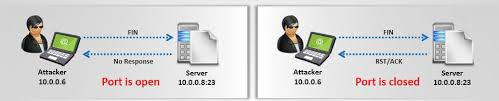 FIN
No Response
Attacker
10.0.0.6
Port is open
Server
10.0.0.8:23
FIN
RST/ACK
Attacker
10.0.0.6
Port is closed
Server
10.0.0.8:23